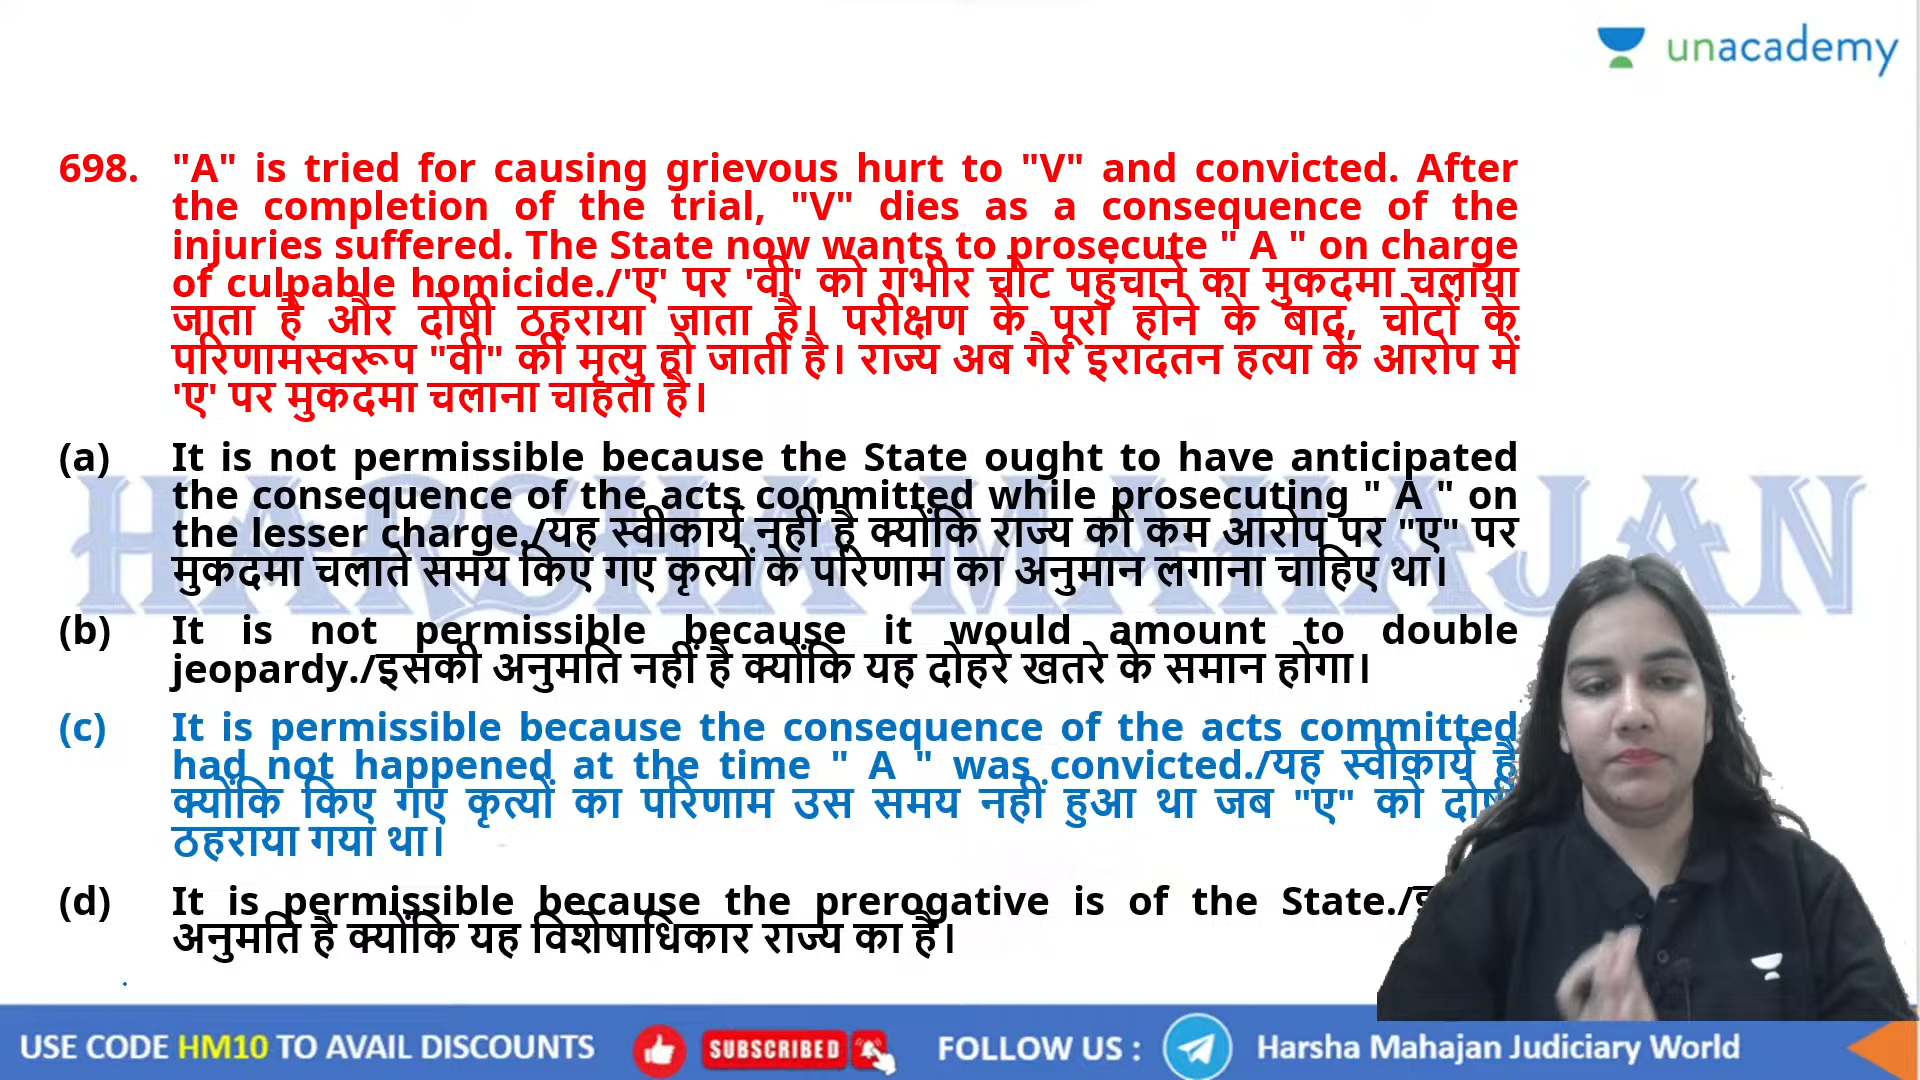 unacademy
698. "A" is tried for causing grievous hurt to "V" and convicted. After
the completion of the trial, "V" dies as a consequence of the
injuries suffered. The State now wants to prosecute " A " on charge
of culpable homicide./'ए' पर 'वी' को गंभीर चोट पहुंचाने का मुकदमा चलाया
जाता है और दोषी ठहराया जाता है। परीक्षण के पूरा होने के बाद, चोटों के
परिणामस्वरूप "वी" की मृत्यु हो जाती है। राज्य अब गैर इरादतन हत्या के आरोप में
'ए' पर मुकदमा चलाना चाहता है।
(a) It is not permissible because the State ought to have anticipated
the consequence of the acts committed while prosecuting " A " on
the lesser charge./यह स्वीकार्य नहीं है क्योंकि राज्य को कम आरोप पर "ए" पर
मुकदमा चलाते समय किए गए कृत्यों के परिणाम का अनुमान लगाना चाहिए था।
(b) It is not permissible because it would amount to double
jeopardy./इसकी अनुमति नहीं है क्योंकि यह दोहरे खतरे के समान होगा।
(c) It is permissible because the consequence of the acts committed
had not happened at the time " A " was convicted./यह स्वीकार्य है
क्योंकि किए गए कृत्यों का परिणाम उस समय नहीं हुआ था जब "ए" को दोषी
ठहराया गया था।
(d) It is permissible because the prerogative is of the State./
अनुमति है क्योंकि यह विशेषाधिकार राज्य का है।
HARSHA MAHAJAN
USE CODE HM10 TO AVAIL DISCOUNTS SUBSCRIBED FOLLOW US : Harsha Mahajan Judiciary World